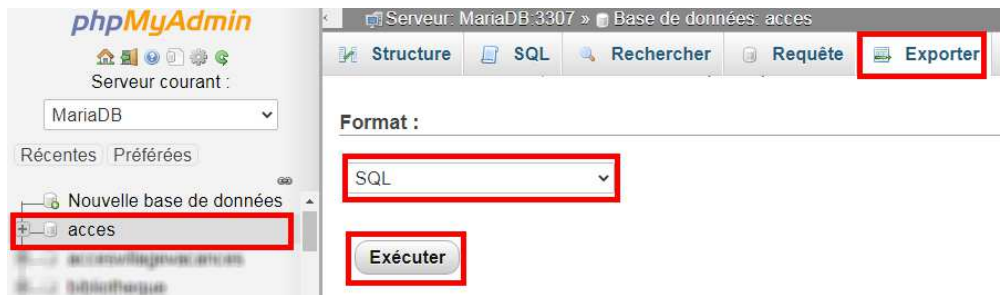 phpMyAdmin
Serveur courant :
MariaDB
Récentes Préférées
Nouvelle base de données
acces
Serveur: MariaDB:3307 » Base de données: acces
Structure SQL Rechercher Requête Exporter
Format :
SQL
Exécuter